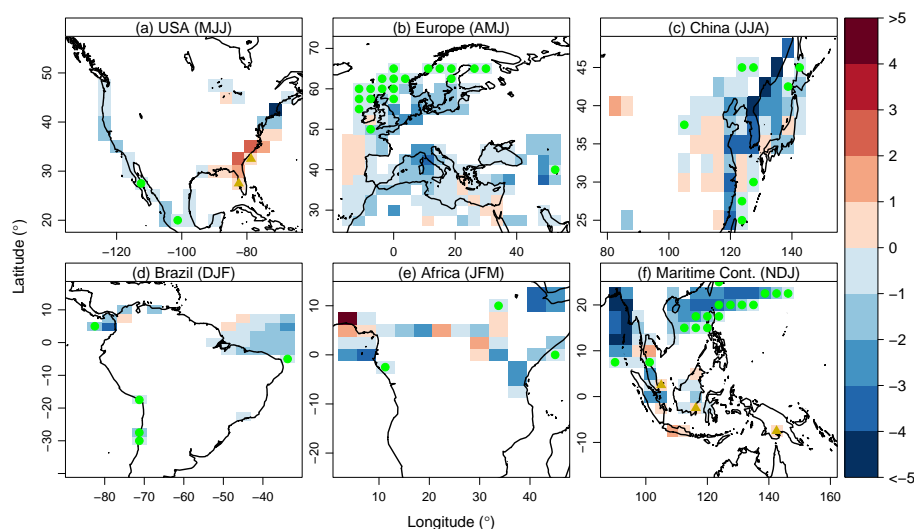 (a) USA (MJJ)
(b) Europe (AMJ)
(c) China (JJA)
20 30 40 50
−120 −100 −80 −60
30 40 50 60 70
0 20 40
25 30 35 40 45
80 100 120 140
(d) Brazil (DJF)
(e) Africa (JFM)
(f) Maritime Cont. (NDJ)
−30 −20 −10 0 10
−80 −70 −60 −50 −40 −30
−20 −10 0 10
10 20 30 40
−10 0 10 20
100 120 140 160
Latitude (°)
Longitude (°)
>5
4
3
2
1
0
−1
−2
−3
−4
<−5